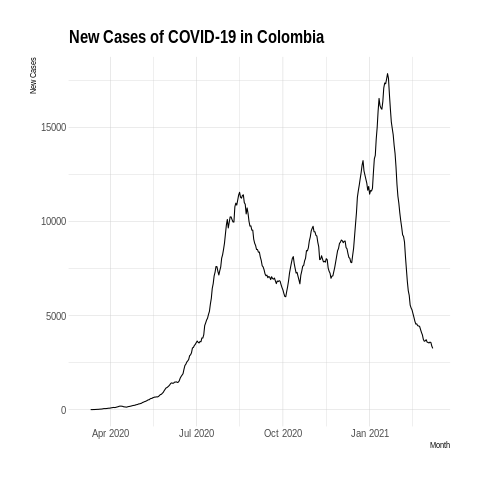 New Cases of COVID-19 in Colombia
New Cases
15000
10000
5000
0
Apr 2020 Jul 2020 Oct 2020 Jan 2021
Month